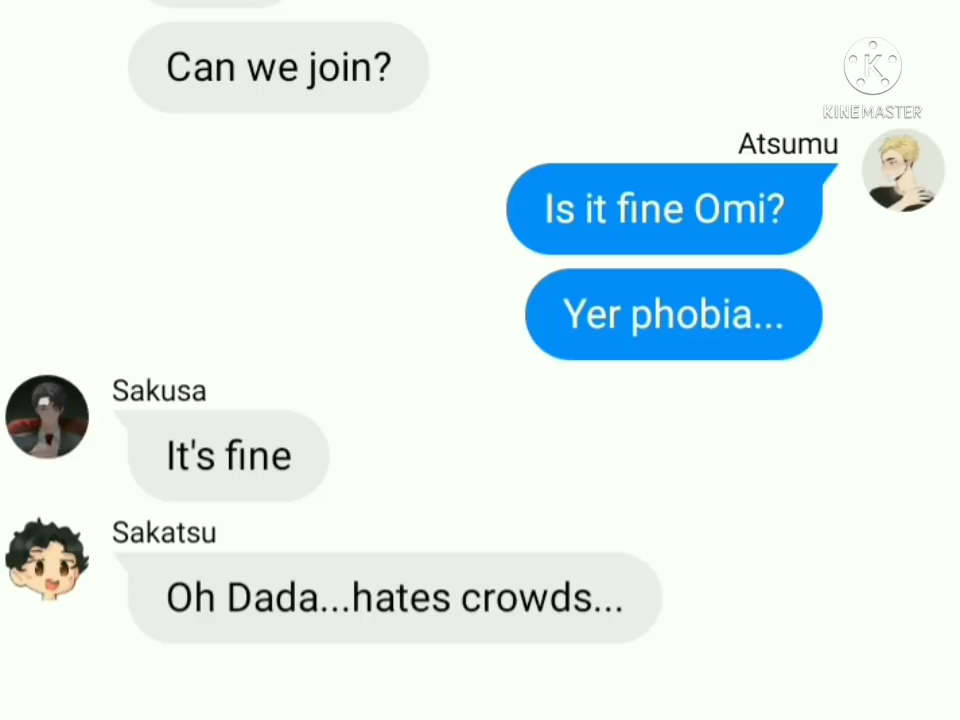 Can we join?
KINEMASTER
Atsumu
Is it fine Omi?
Yer phobia...
Sakusa
It's fine
Sakatsu
Oh Dada...hates crowds...